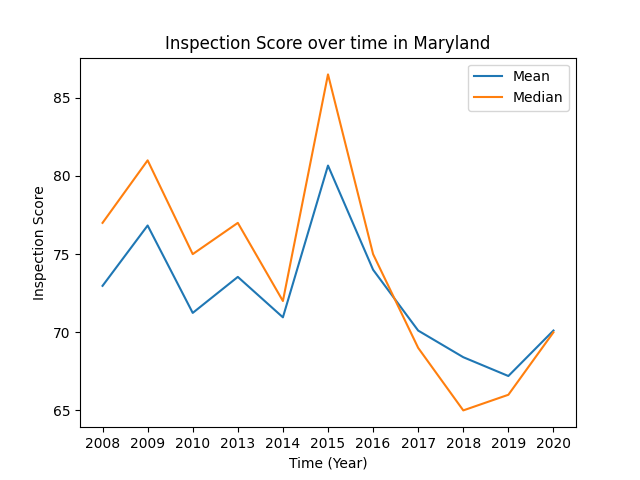 Inspection Score over time in Maryland
Mean
Median
85
80
75
70
65
Inspection Score
2008 2009 2010 2013 2014 2015 2016 2017 2018 2019 2020
Time (Year)